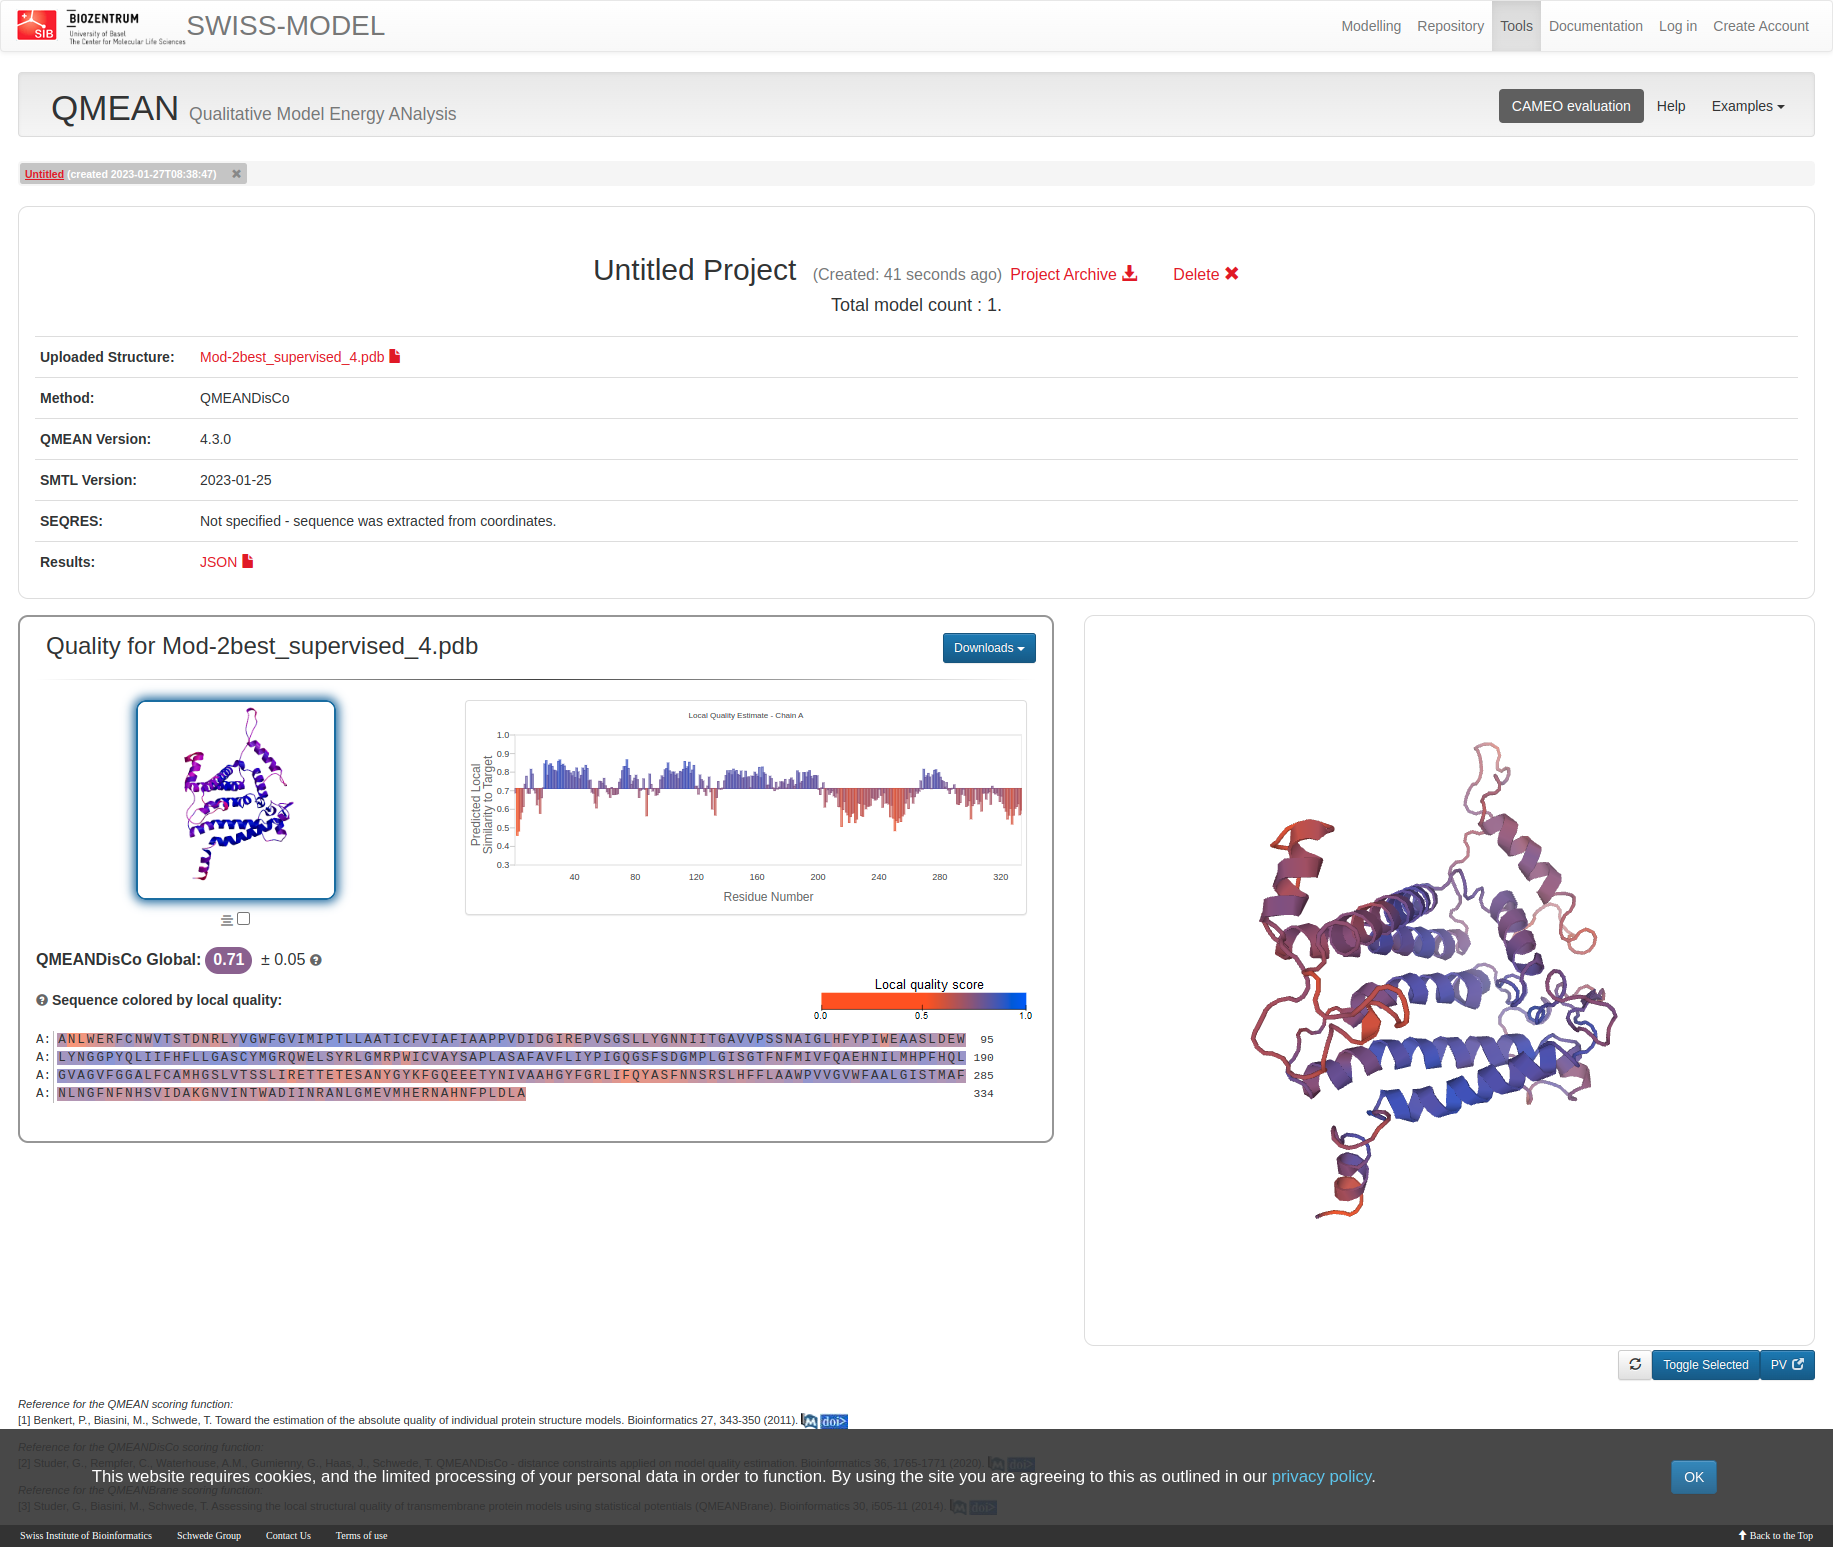 SIB
BIOZENTRUM
University of Basel
The Center for Molecular Life Sciences
SWISS-MODEL
Modelling Repository Tools Documentation Log in Create Account
QMEAN Qualitative Model Energy ANalysis
CAMEO evaluation Help Examples
Untitled (created 2023-01-27T08:38:47) ✖
Untitled Project (Created: 41 seconds ago) Project Archive Delete ✖
Total model count : 1.
Uploaded Structure: Mod-2best_supervised_4.pdb
Method: QMEANDisCo
QMEAN Version: 4.3.0
SMTL Version: 2023-01-25
SEQRES: Not specified - sequence was extracted from coordinates.
Results: JSON
Quality for Mod-2best_supervised_4.pdb
Downloads
Local Quality Estimate - Chain A
Predicted Local
Similarity to Target
1.0
0.9
0.8
0.7
0.6
0.5
0.4
0.3
40 80 120 160 200 240 280 320
Residue Number
QMEANDisCo Global: 0.71 ± 0.05
Sequence colored by local quality:
Local quality score
0.0 0.5 1.0
A: ANLWERFCNWVTSTDNRLYVGWFGVIMIPTLLAATICFVIAFIAAPPVDIDGIREPVSGSLLYGNNIITGAVVPSSNAIGLHFYPIWEAASLDEW 95
A: LYNGGPYQLIIFHFLLGASCYMGRQWELSYRLGMRPWICVAYSAPLASAFAVFLIYPIGQGSFSDGMPLGISGTFNFMIVFQAEHNILMHPFHQL 190
A: GVAGVFGGALFCAMHGSLVTSSLIRETTETESANYGYKFGQEEETYNIVAAHGYFGRLIFQYASFNNSRSLHFFLAAWPVVGVWFAALGISTMAF 285
A: NLNGFNFNHSVIDAKGNVINTWADIINRANLGMEVMHERNAHNFPLDLA 334
Toggle Selected PV
Reference for the QMEAN scoring function:
[1] Benkert, P., Biasini, M., Schwede, T. Toward the estimation of the absolute quality of individual protein structure models. Bioinformatics 27, 343-350 (2011). M doi>
Reference for the QMEANDisCo scoring function:
[2] Studer, G., Rempfer, C., Waterhouse, A.M., Gumienny, G., Haas, J., Schwede, T. QMEANDisCo - distance constraints applied on model quality estimation. Bioinformatics 36, 1765-1771 (2020). M doi>
This website requires cookies, and the limited processing of your personal data in order to function. By using the site you are agreeing to this as outlined in our privacy policy.
OK
Reference for the QMEANBrane scoring function:
[3] Studer, G., Biasini, M., Schwede, T. Assessing the local structural quality of transmembrane protein models using statistical potentials (QMEANBrane). Bioinformatics 30, i505-11 (2014). M doi>
Swiss Institute of Bioinformatics Schwede Group Contact Us Terms of use Back to the Top